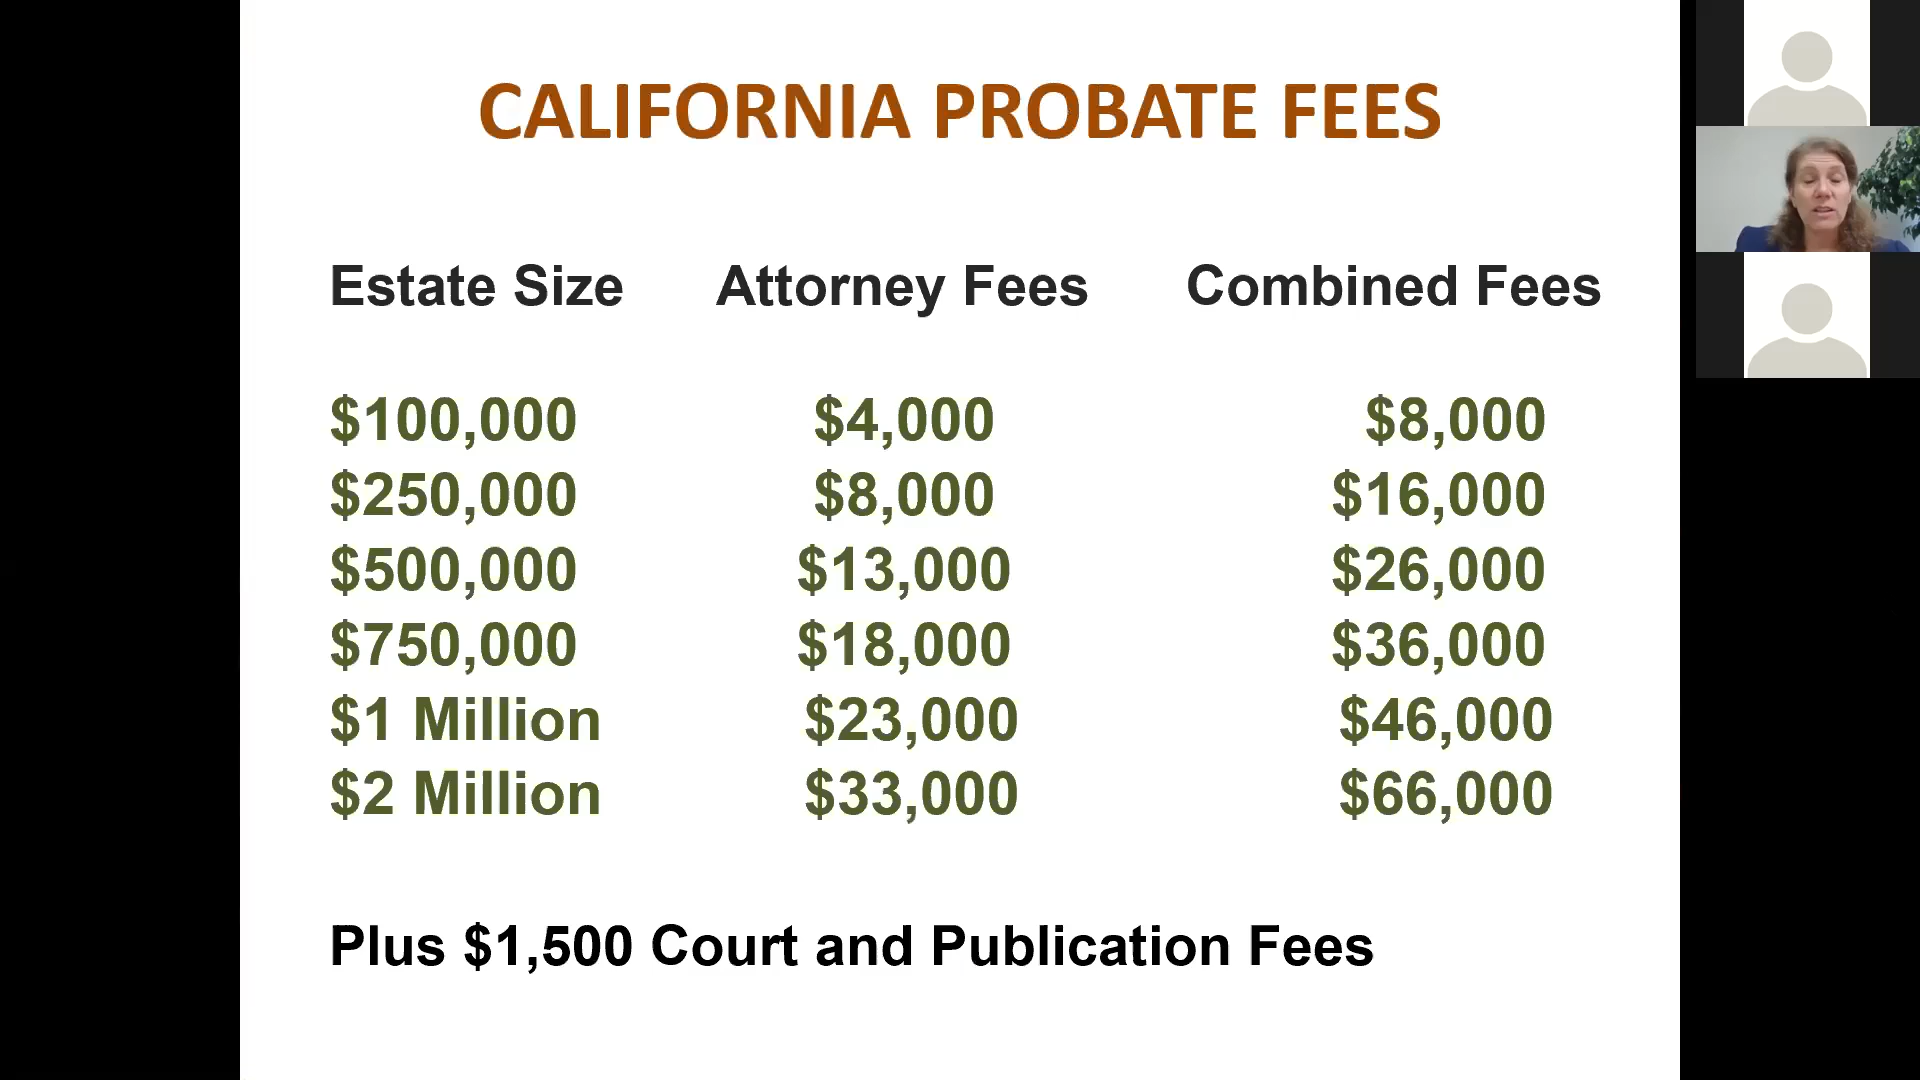 CALIFORNIA PROBATE FEES
Estate Size Attorney Fees Combined Fees
$100,000 $4,000 $8,000
$250,000 $8,000 $16,000
$500,000 $13,000 $26,000
$750,000 $18,000 $36,000
$1 Million $23,000 $46,000
$2 Million $33,000 $66,000
Plus $1,500 Court and Publication Fees